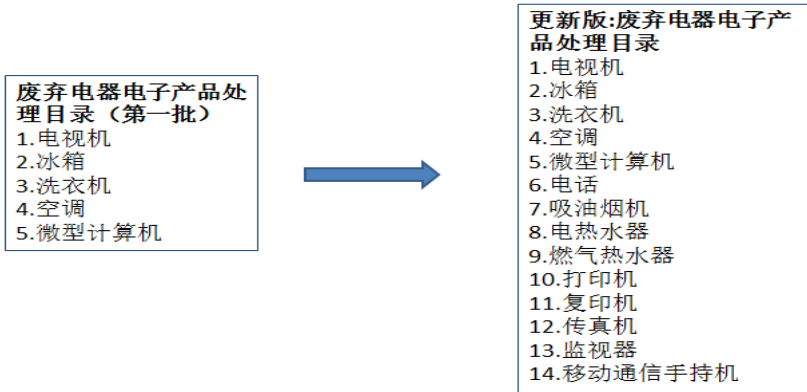 废弃电器电子产品处
理目录（第一批）
1.电视机
2.冰箱
3.洗衣机
4.空调
5.微型计算机
更新版:废弃电器电子产
品处理目录
1.电视机
2.冰箱
3.洗衣机
4.空调
5.微型计算机
6.电话
7.吸油烟机
8.电热水器
9.燃气热水器
10.打印机
11.复印机
12.传真机
13.监视器
14.移动通信手持机